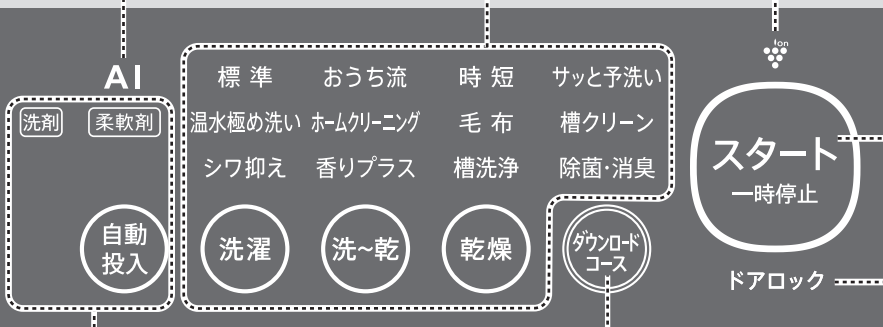 ion
AI
標準 おうち流 時短 サッと予洗い
洗剤 柔軟剤
温水極め洗い ホームクリーニング 毛布 槽クリーン
シワ抑え 香りプラス 槽洗浄 除菌・消臭
スタート
一時停止
自動
投入
洗濯 洗~乾 乾燥
ダウンロード
コース
ドアロック